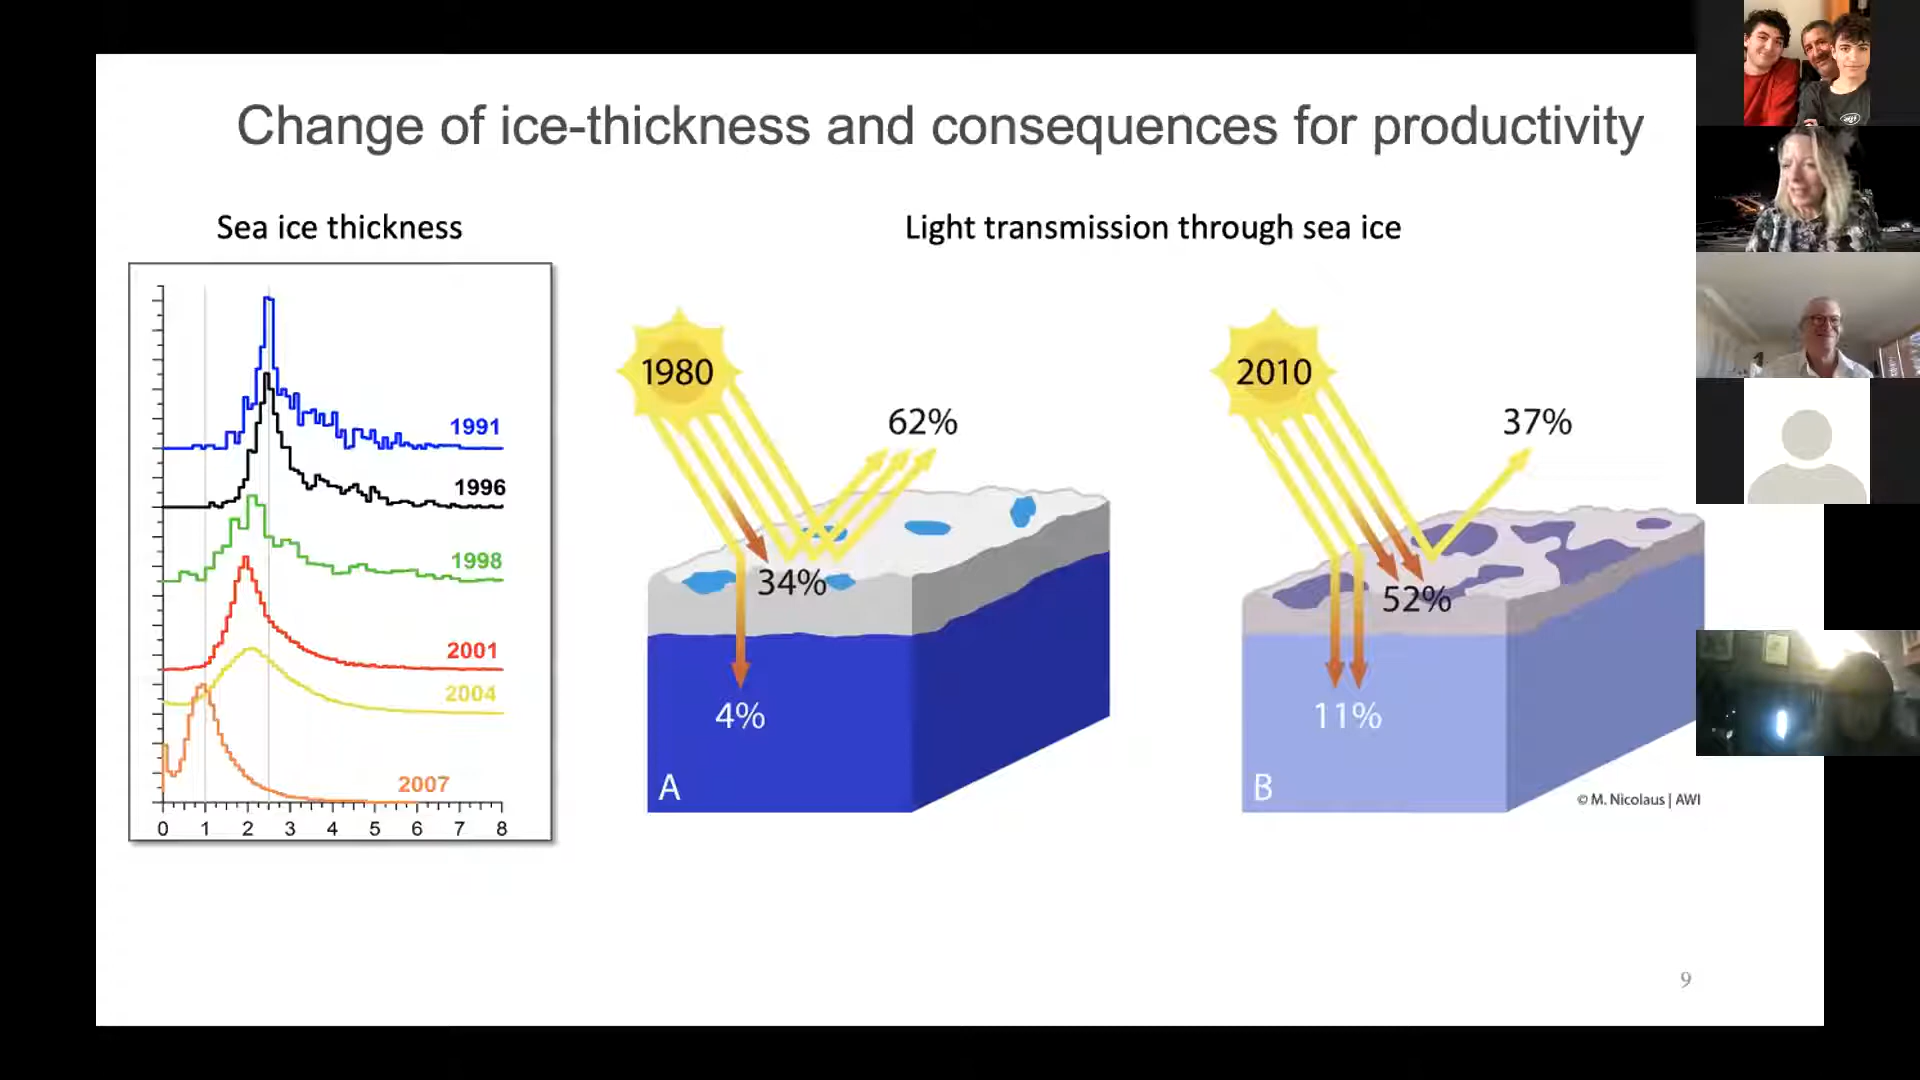 Change of ice-thickness and consequences for productivity
Sea ice thickness
Light transmission through sea ice
1991
1996
1998
2001
2004
2007
0 1 2 3 4 5 6 7 8
1980
62%
34%
4%
A
2010
37%
52%
11%
B
© M. Nicolaus | AWI
9